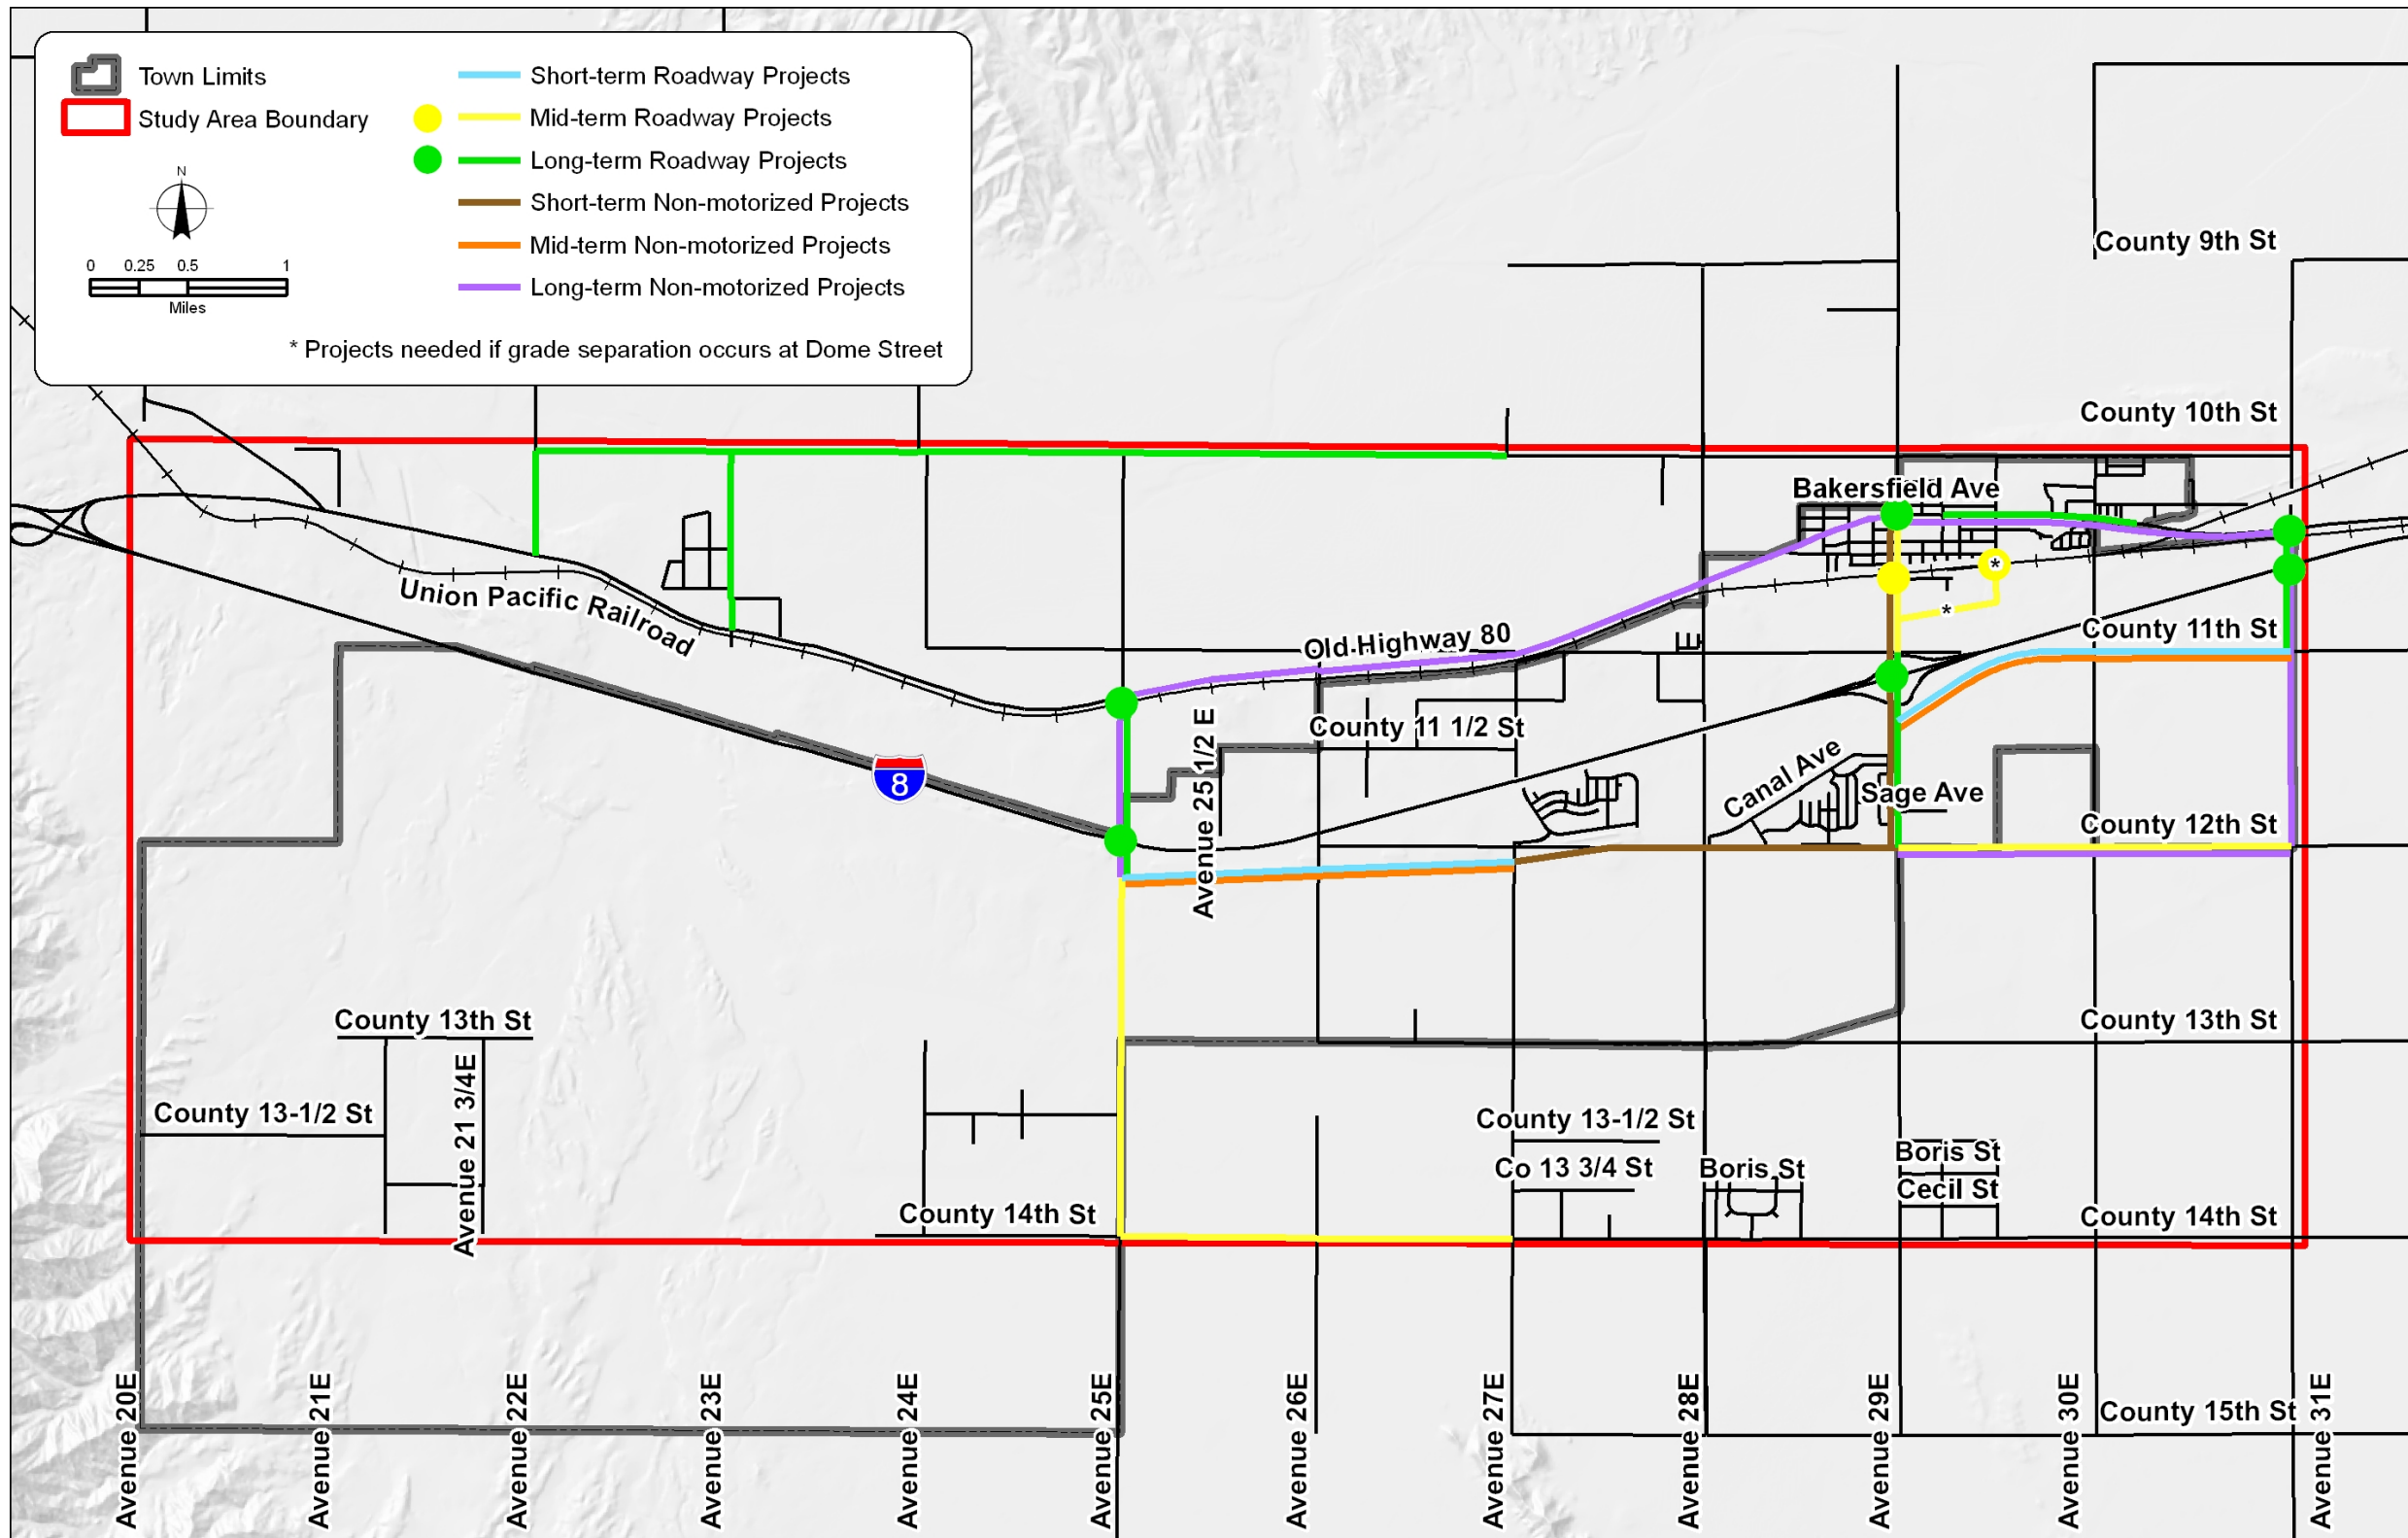 Town Limits
Study Area Boundary
Short-term Roadway Projects
Mid-term Roadway Projects
Long-term Roadway Projects
Short-term Non-motorized Projects
Mid-term Non-motorized Projects
Long-term Non-motorized Projects
N
0 0.25 0.5 1
Miles
* Projects needed if grade separation occurs at Dome Street
County 9th St
County 10th St
Bakersfield Ave
*
*
Union Pacific Railroad
Old Highway 80
County 11th St
County 11 1/2 St
8
Avenue 25 1/2 E
Canal Ave
Sage Ave
County 12th St
County 13th St
County 13th St
Avenue 21 3/4E
County 13-1/2 St
County 13-1/2 St
Co 13 3/4 St
Boris St
Boris St
Cecil St
County 14th St
County 14th St
County 15th St
Avenue 20E
Avenue 21E
Avenue 22E
Avenue 23E
Avenue 24E
Avenue 25E
Avenue 26E
Avenue 27E
Avenue 28E
Avenue 29E
Avenue 30E
Avenue 31E